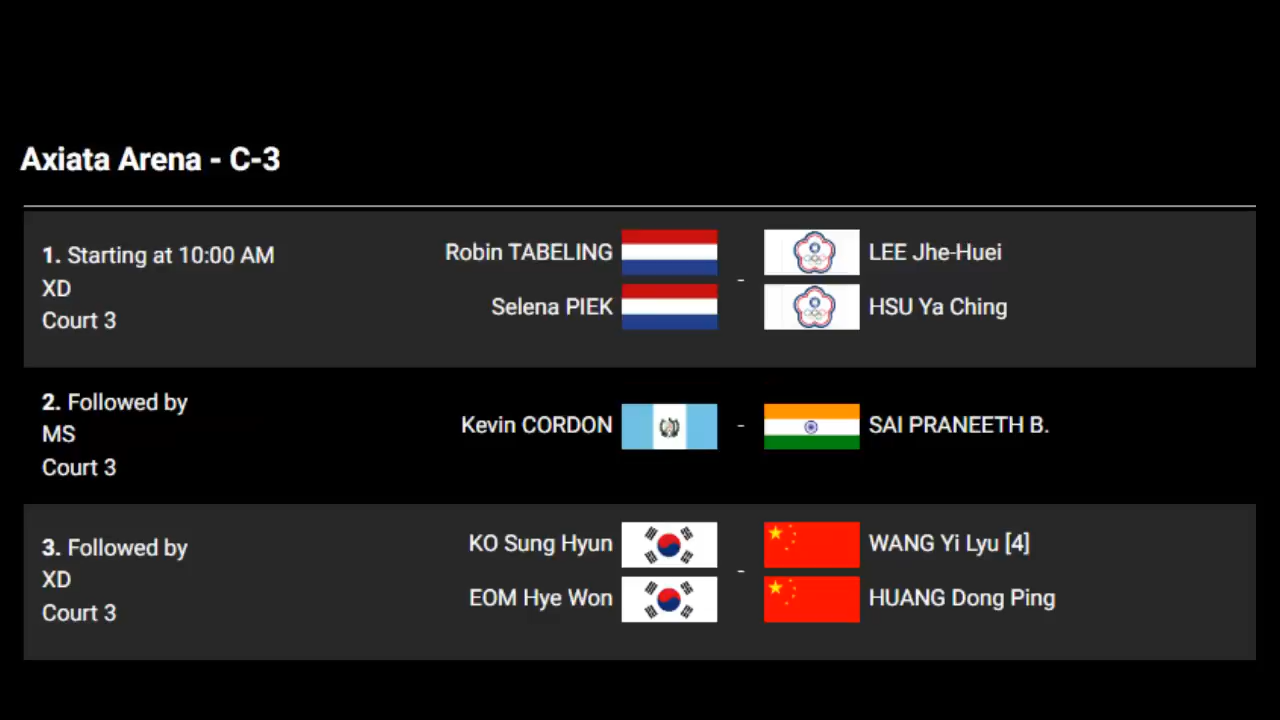 Axiata Arena - C-3
1. Starting at 10:00 AM
XD
Court 3
Robin TABELING
Selena PIEK
-
LEE Jhe-Huei
HSU Ya Ching
2. Followed by
MS
Court 3
Kevin CORDON
-
SAI PRANEETH B.
3. Followed by
XD
Court 3
KO Sung Hyun
EOM Hye Won
-
WANG Yi Lyu [4]
HUANG Dong Ping